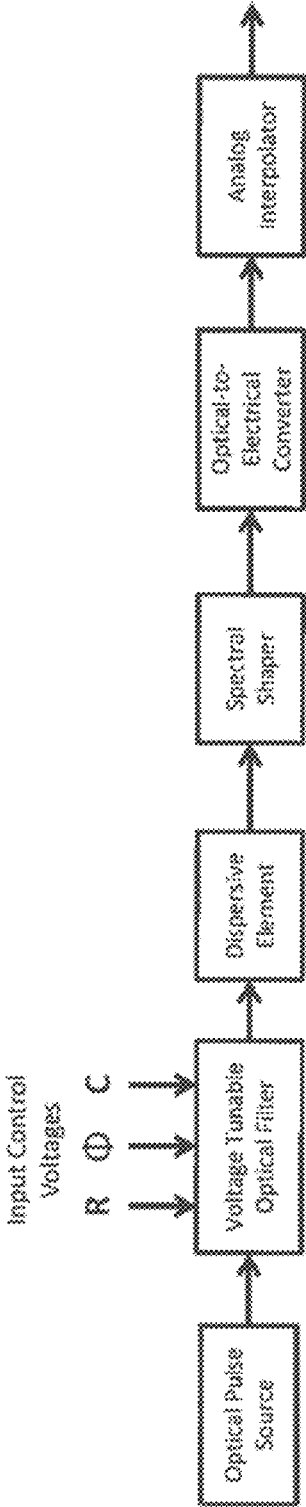 Input Control
Voltages
R Φ C
Optical Pulse
Source
Voltage Tunable
Optical Filter
Dispersive
Element
Spectral
Shaper
Optical-to-
Electrical
Converter
Analog
Interpolator